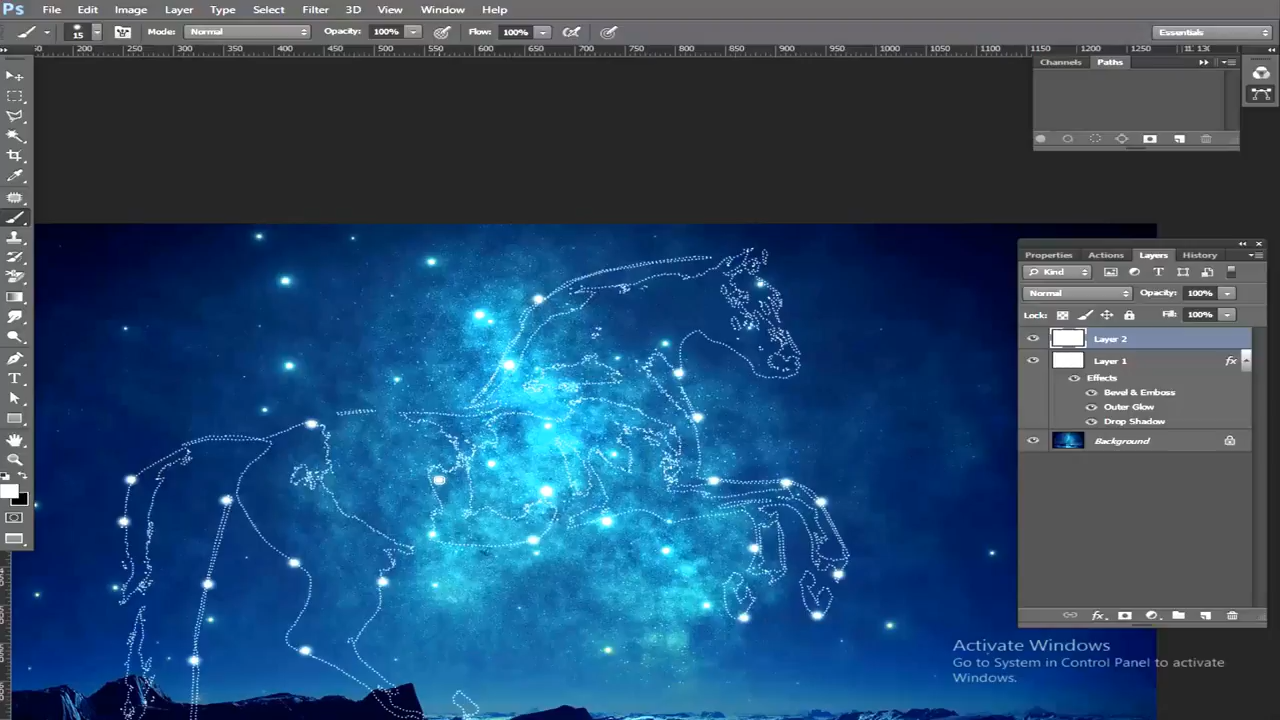 Ps File Edit Image Layer Type Select Filter 3D View Window Help
15 Mode: Normal Opacity: 100% Flow: 100% Essentials
200 250 300 350 400 450 500 550 600 650 700 750 800 850 900 950 1000 1050 1100 1150 1200 1250
Channels Paths
Properties Actions Layers History
Kind
Normal Opacity: 100%
Lock: Fill: 100%
Layer 2
Layer 1 fx
Effects
Bevel & Emboss
Outer Glow
Drop Shadow
Background
fx
Activate Windows
Go to System in Control Panel to activate
Windows.